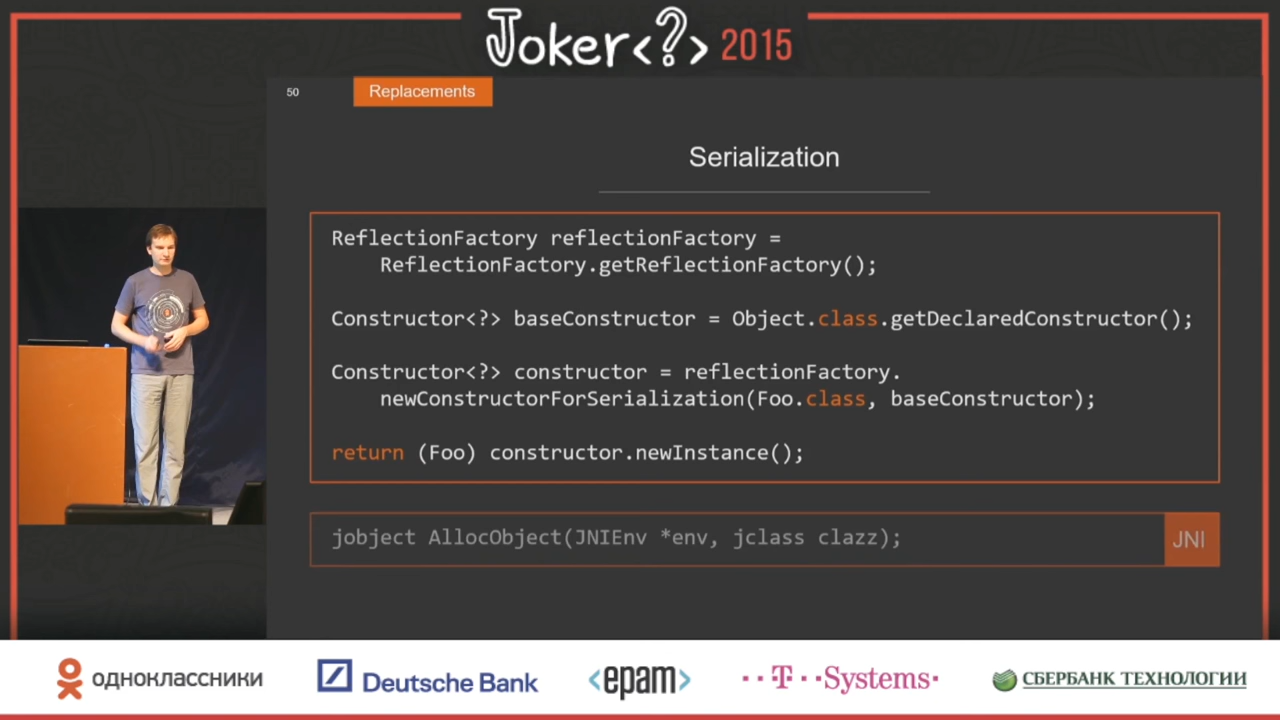 Joker<?> 2015
50
Replacements
Serialization
ReflectionFactory reflectionFactory =
ReflectionFactory.getReflectionFactory();
Constructor<?> baseConstructor = Object.class.getDeclaredConstructor();
Constructor<?> constructor = reflectionFactory.
newConstructorForSerialization(Foo.class, baseConstructor);
return (Foo) constructor.newInstance();
jobject AllocObject(JNIEnv *env, jclass clazz);
JNI
одноклассники
Deutsche Bank
<epam>
··T··Systems·
СБЕРБАНК ТЕХНОЛОГИИ